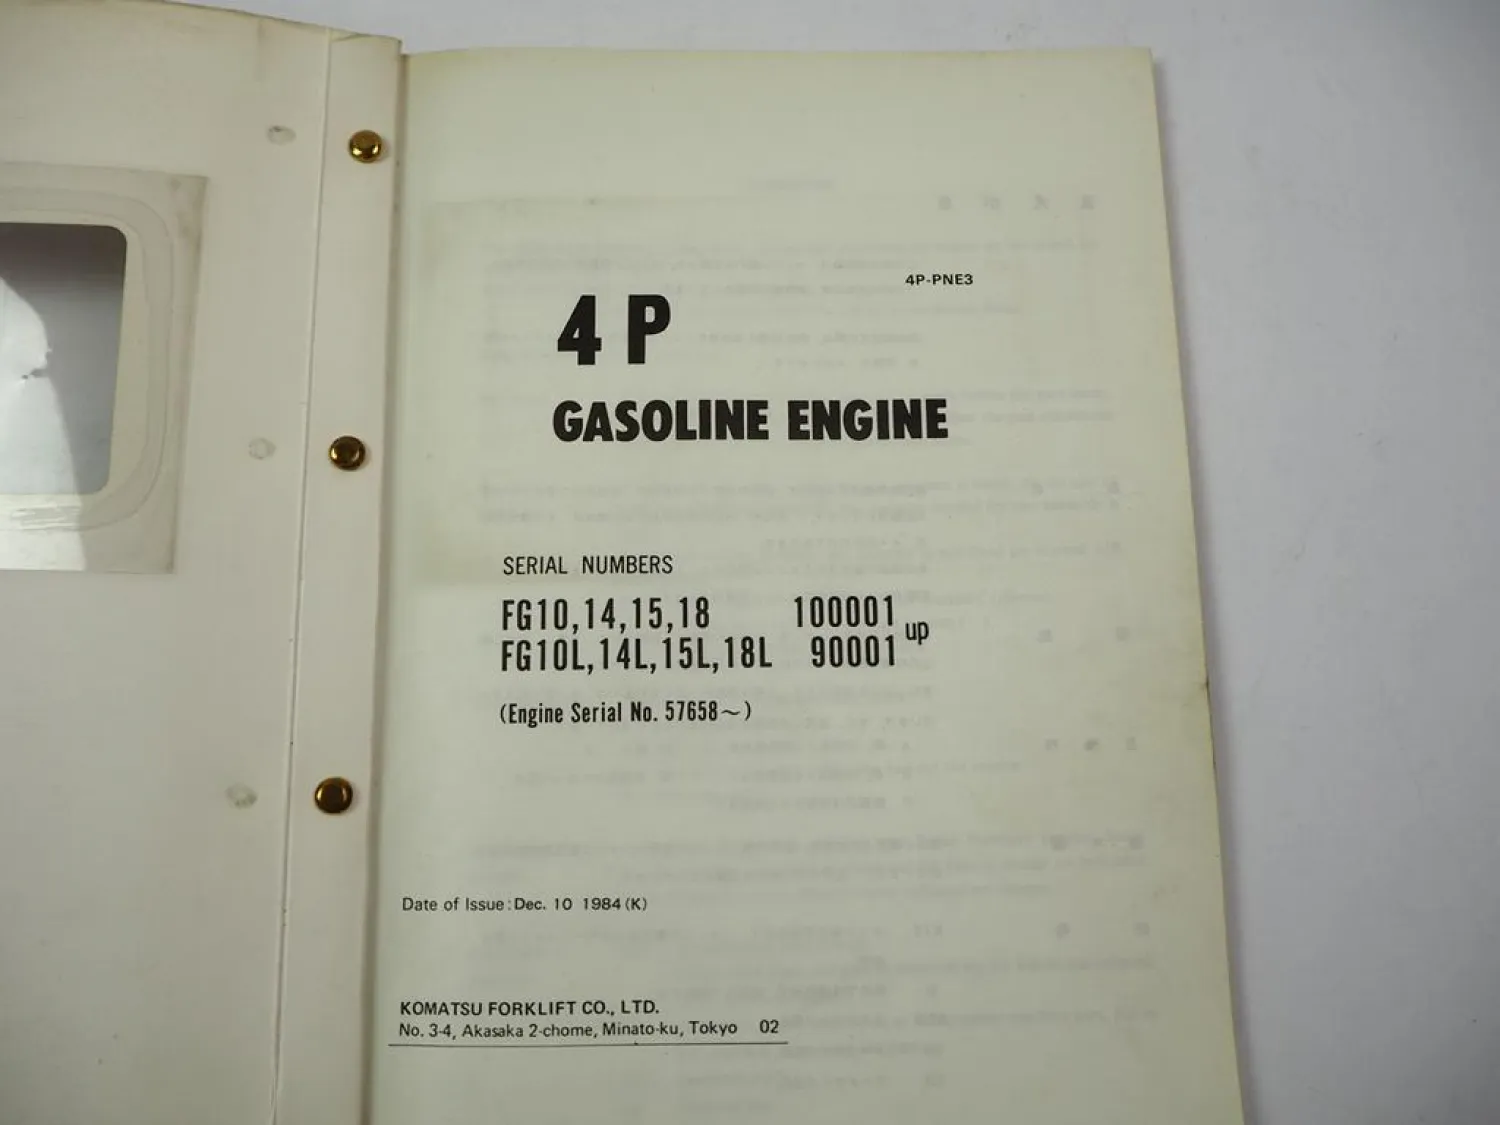 4P-PNE3
4P
GASOLINE ENGINE
SERIAL NUMBERS
FG10,14,15,18 100001 up
FG10L,14L,15L,18L 90001
(Engine Serial No. 57658~)
Date of Issue: Dec. 10 1984 (K)
KOMATSU FORKLIFT CO., LTD.
No. 3-4, Akasaka 2-chome, Minato-ku, Tokyo 02